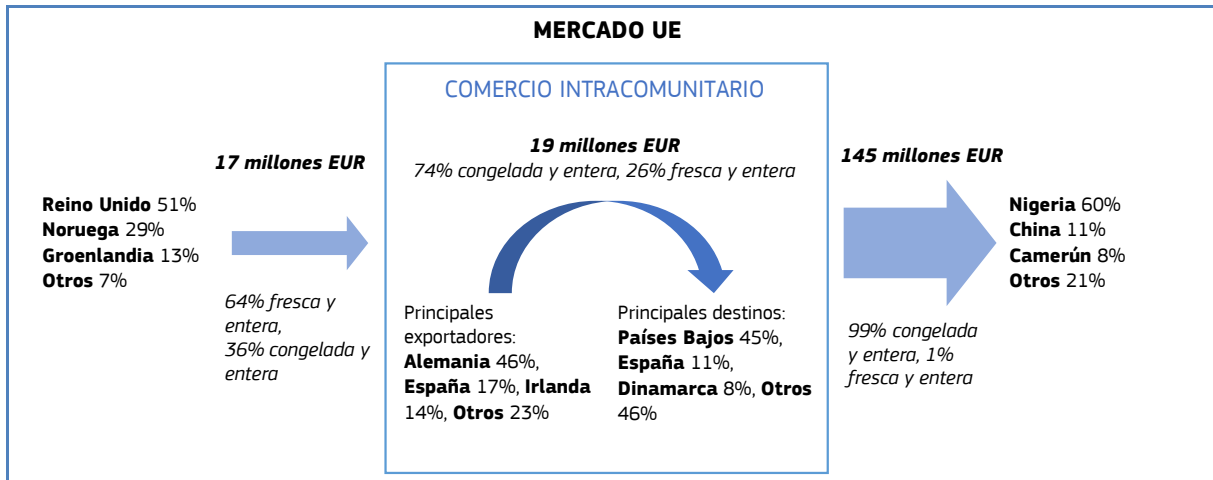 MERCADO UE
COMERCIO INTRACOMUNITARIO
17 millones EUR
Reino Unido 51%
Noruega 29%
Groenlandia 13%
Otros 7%
64% fresca y
entera,
36% congelada y
entera
19 millones EUR
74% congelada y entera, 26% fresca y entera
Principales
exportadores:
Alemania 46%,
España 17%, Irlanda
14%, Otros 23%
Principales destinos:
Países Bajos 45%,
España 11%,
Dinamarca 8%, Otros
46%
145 millones EUR
99% congelada
y entera, 1%
fresca y entera
Nigeria 60%
China 11%
Camerún 8%
Otros 21%